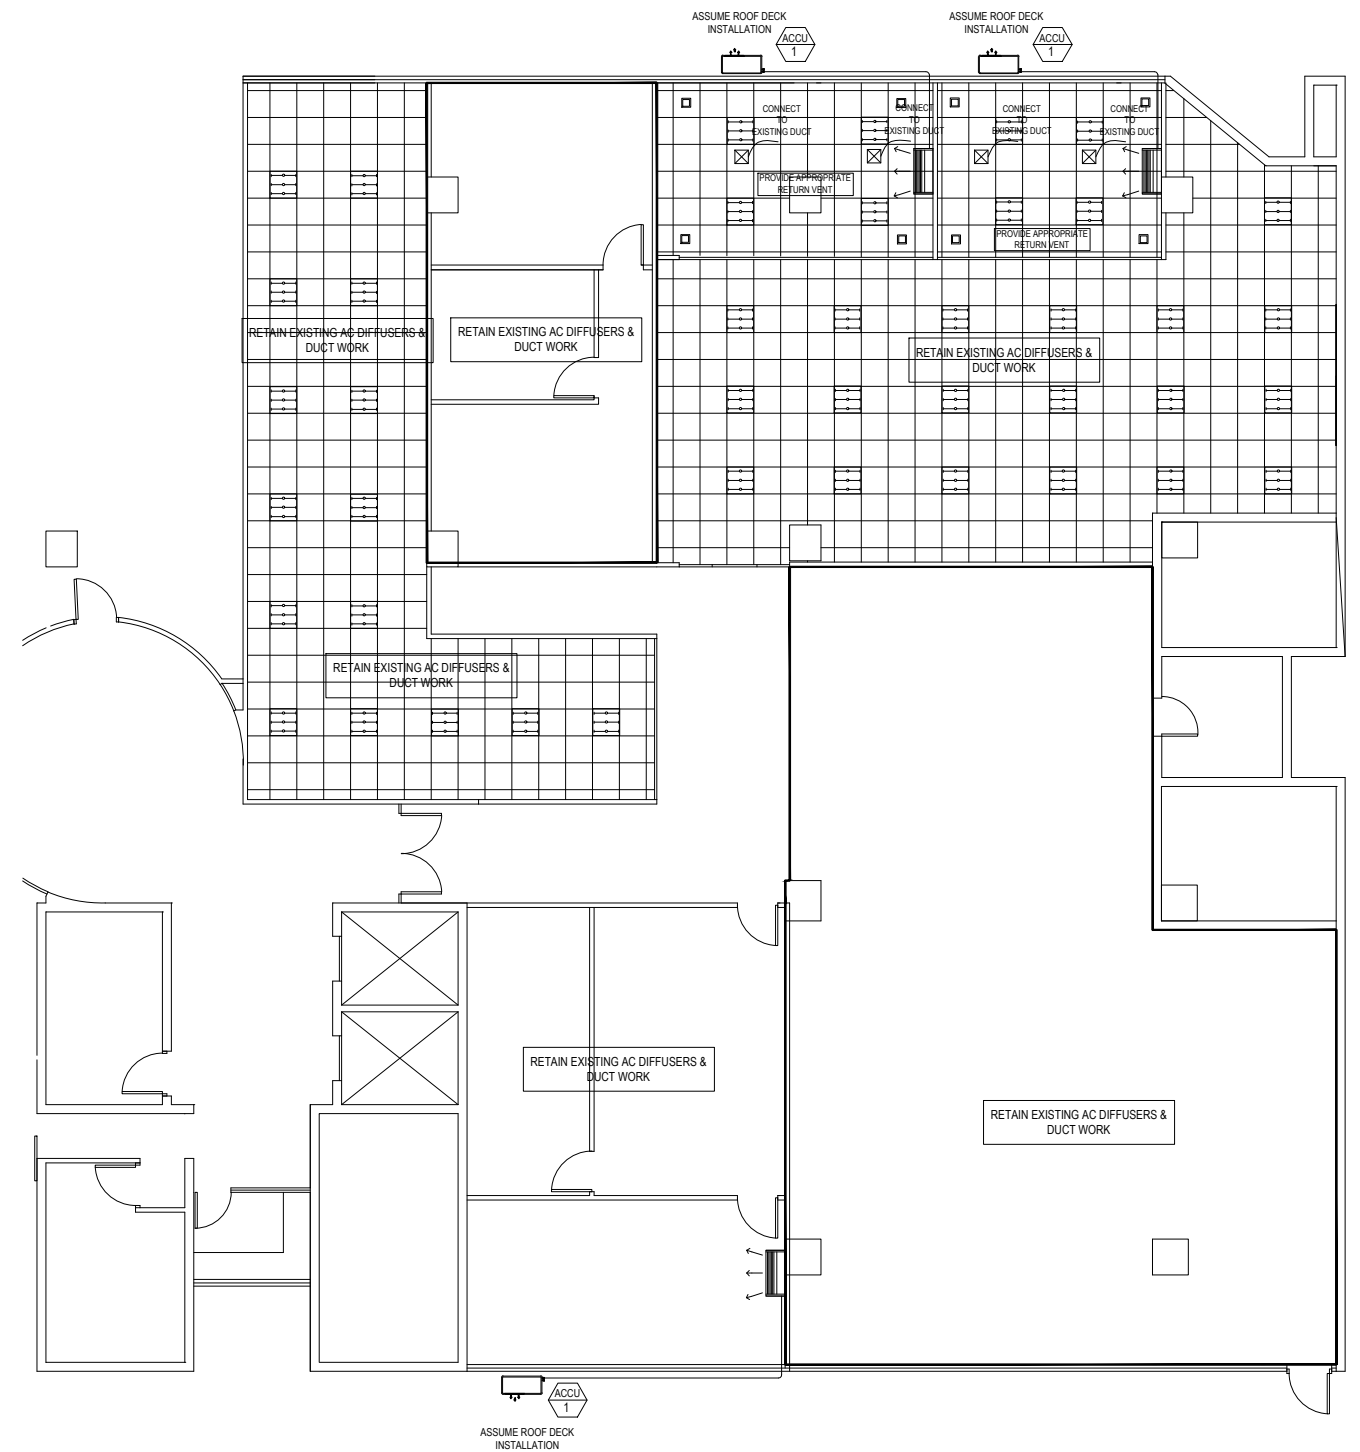 ASSUME ROOF DECK
INSTALLATION
ACCU
1
ASSUME ROOF DECK
INSTALLATION
ACCU
1
CONNECT
TO
EXISTING DUCT
CONNECT
TO
EXISTING DUCT
CONNECT
TO
EXISTING DUCT
CONNECT
TO
EXISTING DUCT
PROVIDE APPROPRIATE
RETURN VENT
PROVIDE APPROPRIATE
RETURN VENT
RETAIN EXISTING AC DIFFUSERS &
DUCT WORK
RETAIN EXISTING AC DIFFUSERS &
DUCT WORK
RETAIN EXISTING AC DIFFUSERS &
DUCT WORK
RETAIN EXISTING AC DIFFUSERS &
DUCT WORK
RETAIN EXISTING AC DIFFUSERS &
DUCT WORK
RETAIN EXISTING AC DIFFUSERS &
DUCT WORK
ACCU
1
ASSUME ROOF DECK
INSTALLATION